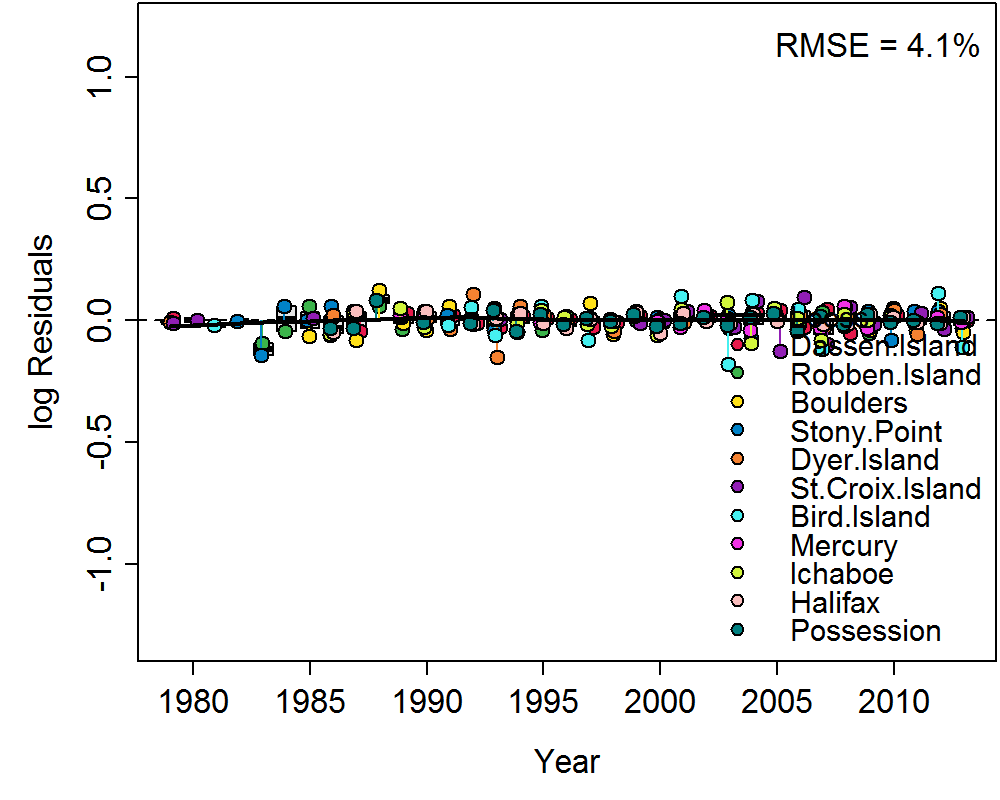 RMSE = 4.1%
1.0
0.5
0.0
-0.5
-1.0
log Residuals
Dassen.Island
Robben.Island
Boulders
Stony.Point
Dyer.Island
St.Croix.Island
Bird.Island
Mercury
Ichaboe
Halifax
Possession
1980 1985 1990 1995 2000 2005 2010
Year